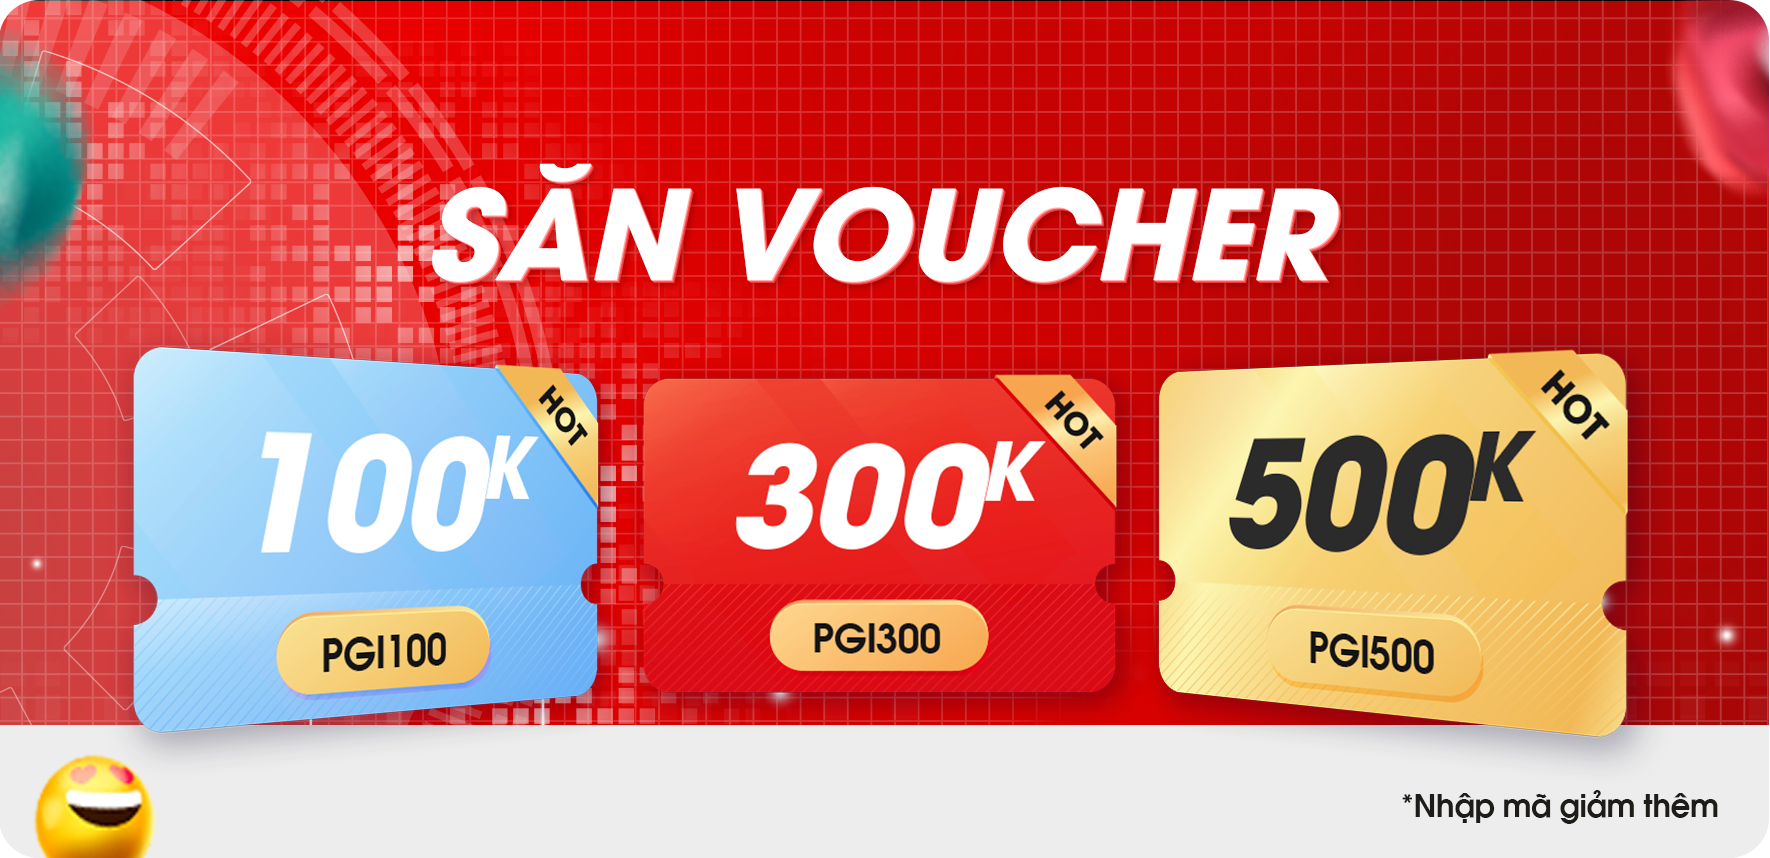 SĂN VOUCHER
HOT
100K
PGI100
HOT
300K
PGI300
HOT
500K
PGI500
*Nhập mã giảm thêm